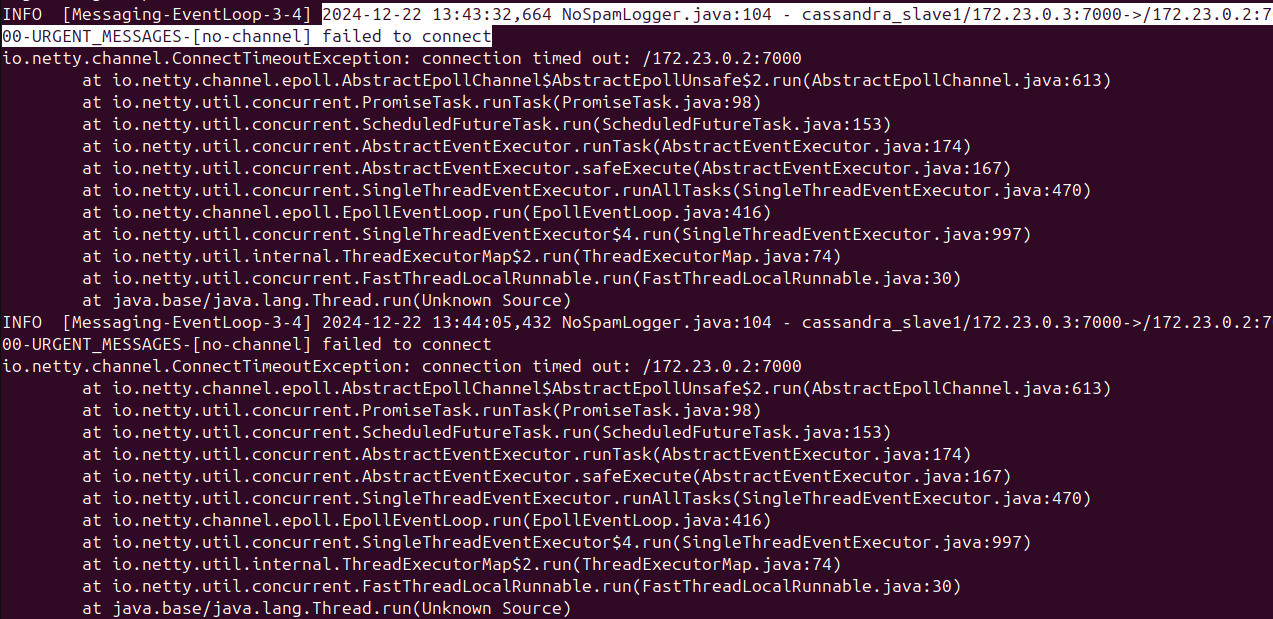 INFO  [Messaging-EventLoop-3-4] 2024-12-22 13:43:32,664 NoSpamLogger.java:104 - cassandra_slave1/172.23.0.3:7000->/172.23.0.2:7
00-URGENT_MESSAGES-[no-channel] failed to connect
io.netty.channel.ConnectTimeoutException: connection timed out: /172.23.0.2:7000
        at io.netty.channel.epoll.AbstractEpollChannel$AbstractEpollUnsafe$2.run(AbstractEpollChannel.java:613)
        at io.netty.util.concurrent.PromiseTask.runTask(PromiseTask.java:98)
        at io.netty.util.concurrent.ScheduledFutureTask.run(ScheduledFutureTask.java:153)
        at io.netty.util.concurrent.AbstractEventExecutor.runTask(AbstractEventExecutor.java:174)
        at io.netty.util.concurrent.AbstractEventExecutor.safeExecute(AbstractEventExecutor.java:167)
        at io.netty.util.concurrent.SingleThreadEventExecutor.runAllTasks(SingleThreadEventExecutor.java:470)
        at io.netty.channel.epoll.EpollEventLoop.run(EpollEventLoop.java:416)
        at io.netty.util.concurrent.SingleThreadEventExecutor$4.run(SingleThreadEventExecutor.java:997)
        at io.netty.util.internal.ThreadExecutorMap$2.run(ThreadExecutorMap.java:74)
        at io.netty.util.concurrent.FastThreadLocalRunnable.run(FastThreadLocalRunnable.java:30)
        at java.base/java.lang.Thread.run(Unknown Source)
INFO  [Messaging-EventLoop-3-4] 2024-12-22 13:44:05,432 NoSpamLogger.java:104 - cassandra_slave1/172.23.0.3:7000->/172.23.0.2:7
00-URGENT_MESSAGES-[no-channel] failed to connect
io.netty.channel.ConnectTimeoutException: connection timed out: /172.23.0.2:7000
        at io.netty.channel.epoll.AbstractEpollChannel$AbstractEpollUnsafe$2.run(AbstractEpollChannel.java:613)
        at io.netty.util.concurrent.PromiseTask.runTask(PromiseTask.java:98)
        at io.netty.util.concurrent.ScheduledFutureTask.run(ScheduledFutureTask.java:153)
        at io.netty.util.concurrent.AbstractEventExecutor.runTask(AbstractEventExecutor.java:174)
        at io.netty.util.concurrent.AbstractEventExecutor.safeExecute(AbstractEventExecutor.java:167)
        at io.netty.util.concurrent.SingleThreadEventExecutor.runAllTasks(SingleThreadEventExecutor.java:470)
        at io.netty.channel.epoll.EpollEventLoop.run(EpollEventLoop.java:416)
        at io.netty.util.concurrent.SingleThreadEventExecutor$4.run(SingleThreadEventExecutor.java:997)
        at io.netty.util.internal.ThreadExecutorMap$2.run(ThreadExecutorMap.java:74)
        at io.netty.util.concurrent.FastThreadLocalRunnable.run(FastThreadLocalRunnable.java:30)
        at java.base/java.lang.Thread.run(Unknown Source)